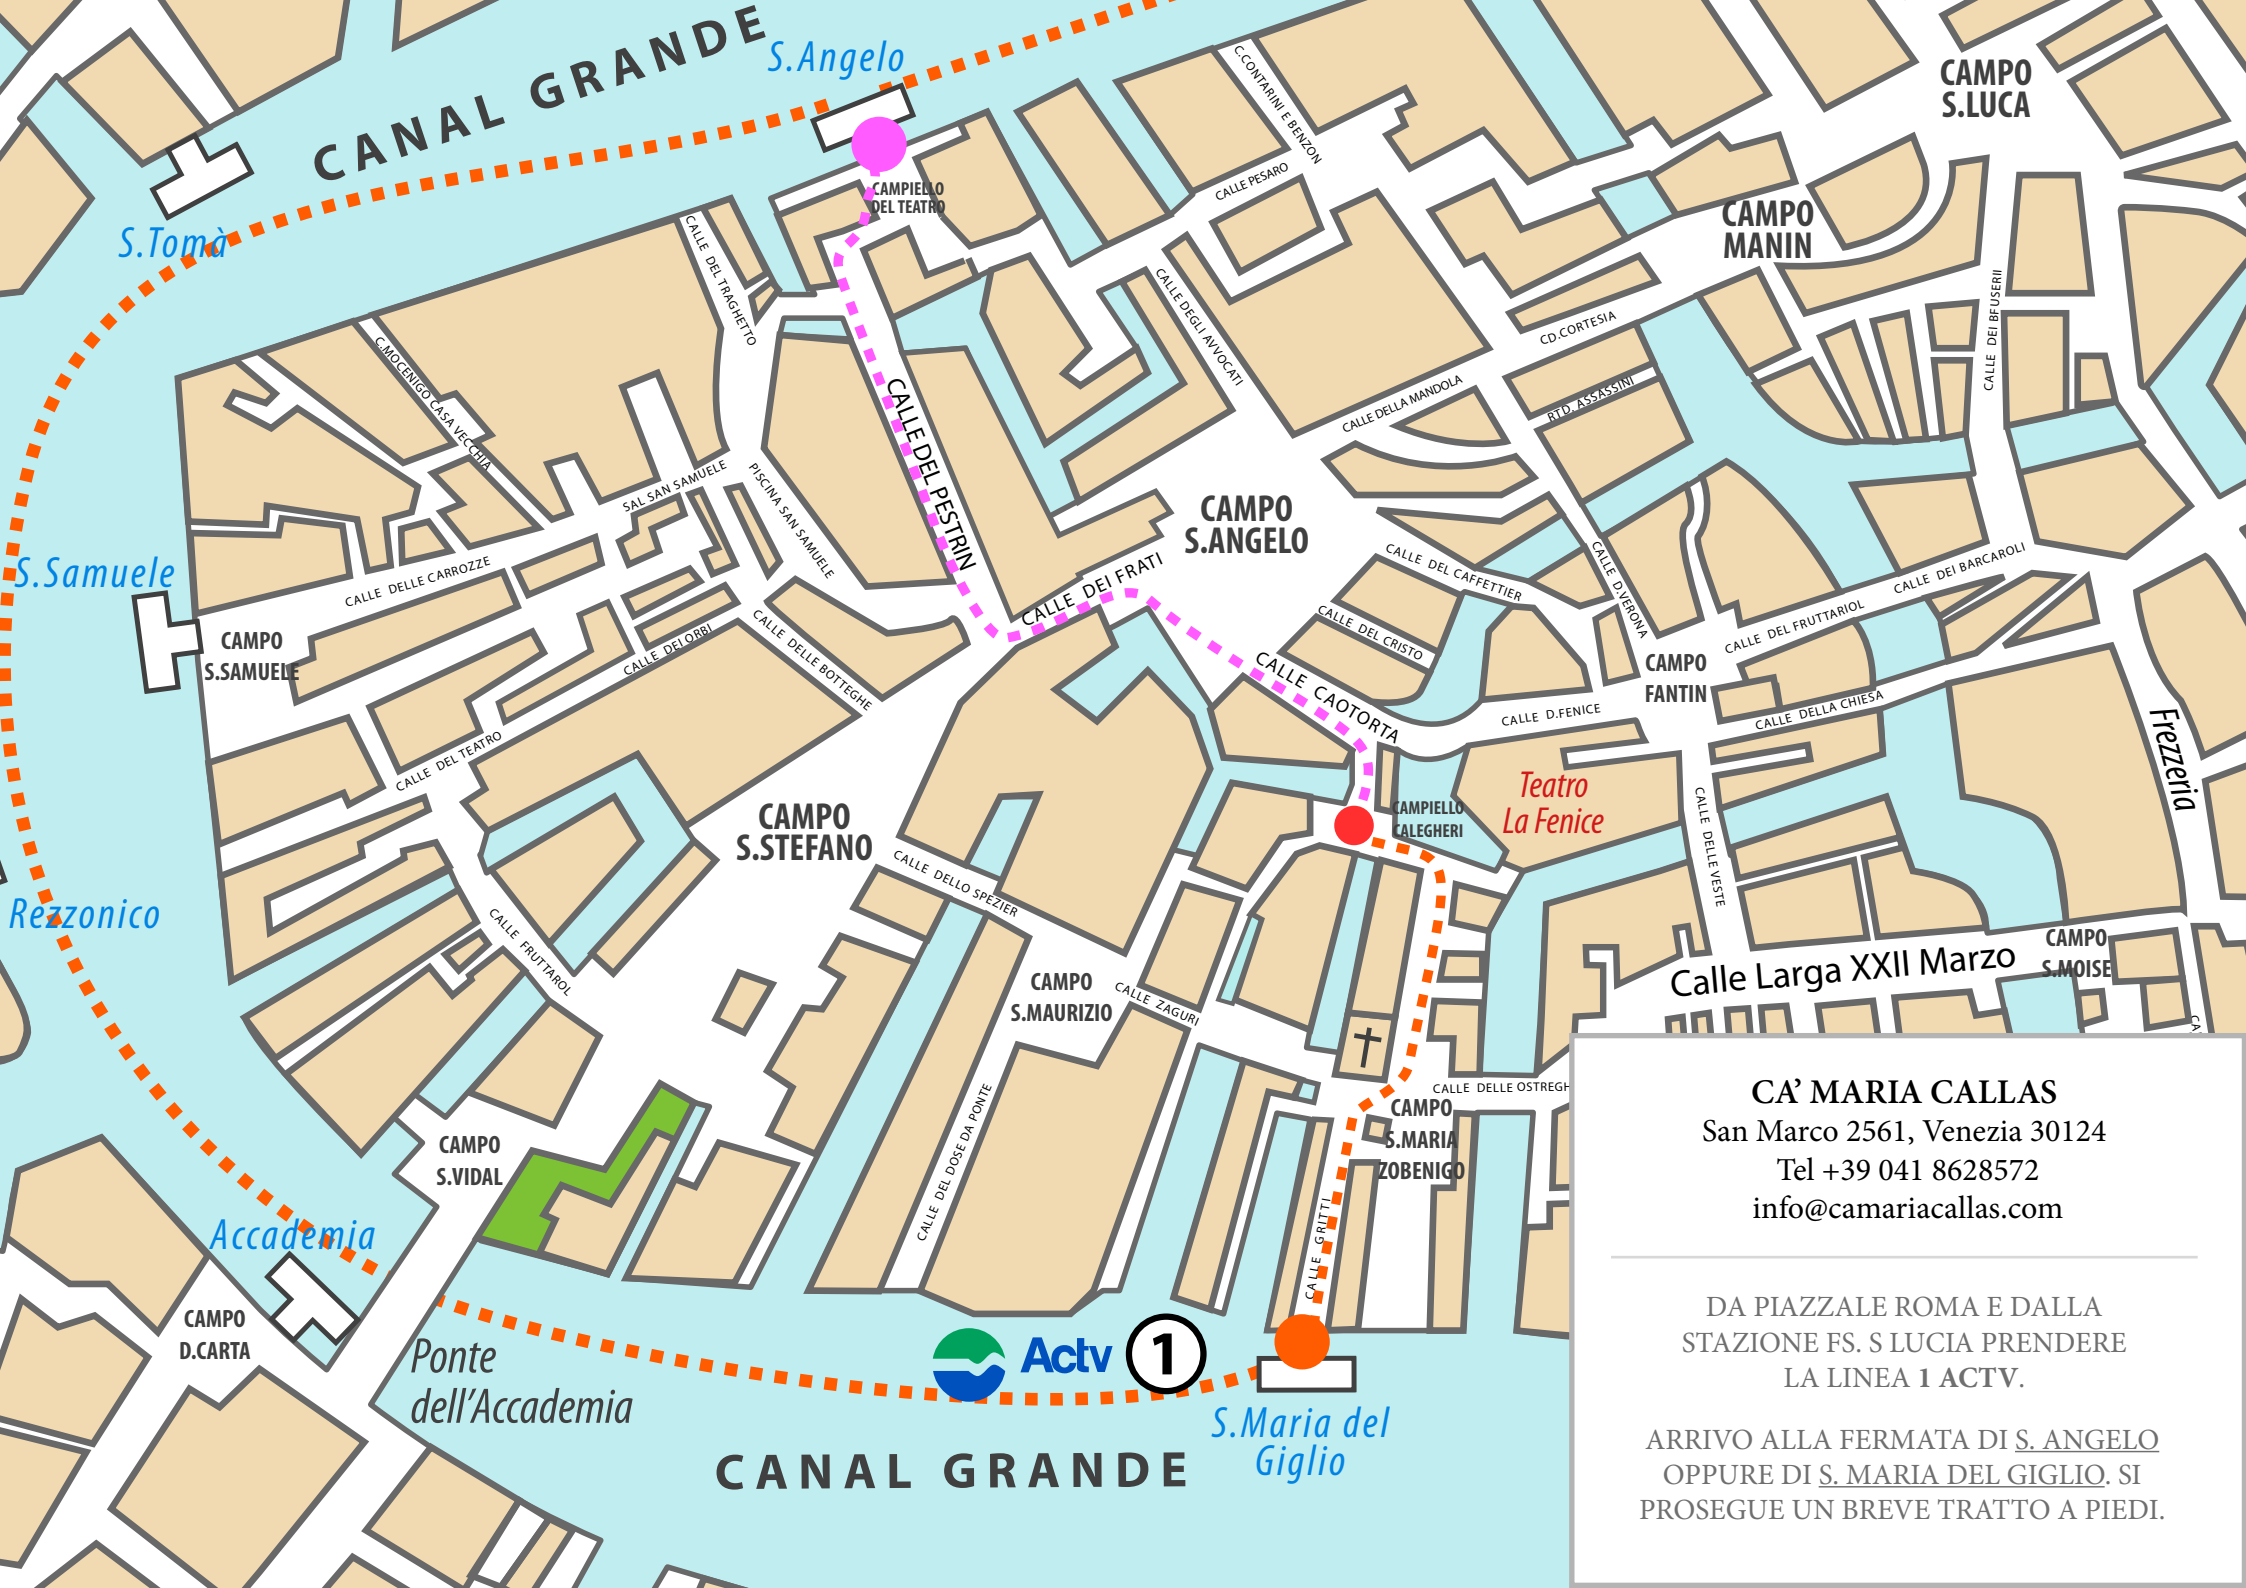 CANAL GRANDE
S.Angelo
C.CONTARINI E BENZON
CAMPO
S.LUCA
S.Tomà
CAMPIELLO
DEL TEATRO
CALLE PESARO
CAMPO
MANIN
CALLE DEL TRAGHETTO
CALLE DEGLI AVVOCATI
CD.CORTESIA
C.MOCENIGO CASA VECCHIA
CALLE DEL PESTRIN
CALLE DELLA MANDOLA
RTD. ASSASSINI
SAL SAN SAMUELE
PISCINA SAN SAMUELE
CAMPO
S.ANGELO
S.Samuele
CALLE DELLE CARROZZE
CALLE DEI FRATI
CALLE DEL CAFFETTIER
CALLE D.VERONA
CALLE DEI BARCAROLI
CAMPO
S.SAMUELE
CALLE DEI ORBI
CALLE DELLE BOTTEGHE
CALLE DEL CRISTO
CALLE DEL FRUTTARIOL
CAMPO
FANTIN
CALLE CAOTORTA
CALLE D.FENICE
CALLE DELLA CHIESA
Frezzeria
CALLE DEL TEATRO
Teatro
La Fenice
CAMPIELLO
CALEGHERI
CALLE DELLE VESTE
CAMPO
S.STEFANO
CALLE DELLO SPEZIER
Rezzonico
CALLE FRUTTAROL
CAMPO
S.MOISE
Calle Larga XXII Marzo
CAMPO
S.MAURIZIO
CALLE ZAGURI
CALLE DEL DOSE DA PONTE
CALLE DELLE OSTREGH
CAMPO
S.MARIA
ZOBENIGO
CAMPO
S.VIDAL
Accademia
CALLE GRITTI
CAMPO
D.CARTA
Ponte
dell’Accademia
Actv
1
S.Maria del
Giglio
CANAL GRANDE
CA’ MARIA CALLAS
San Marco 2561, Venezia 30124
Tel +39 041 8628572
info@camariacallas.com
DA PIAZZALE ROMA E DALLA
STAZIONE FS. S LUCIA PRENDERE
LA LINEA 1 ACTV.
ARRIVO ALLA FERMATA DI S. ANGELO
OPPURE DI S. MARIA DEL GIGLIO. SI
PROSEGUE UN BREVE TRATTO A PIEDI.